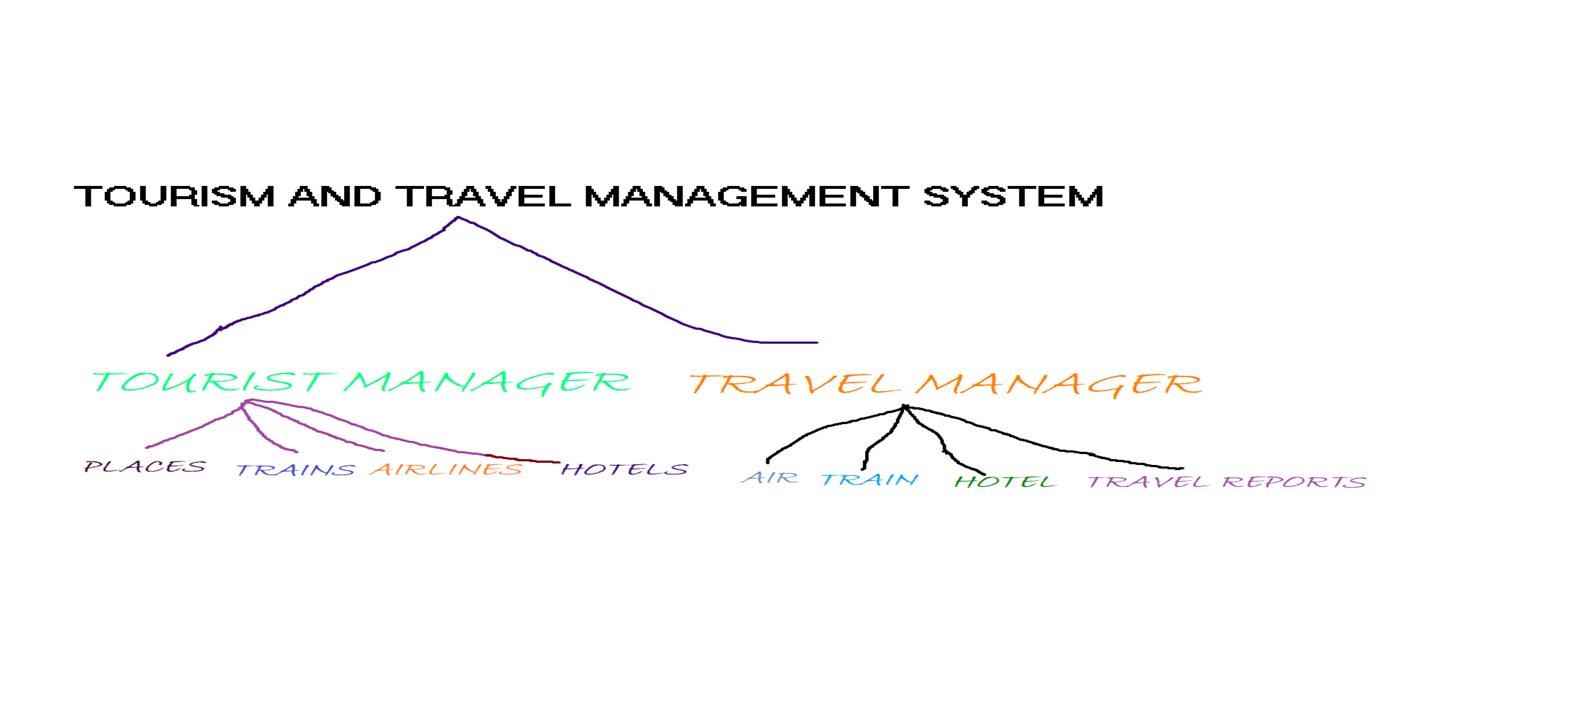 TOURISM AND TRAVEL MANAGEMENT SYSTEM
TOURIST MANAGER TRAVEL MANAGER
PLACES TRAINS AIRLINES HOTELS AIR TRAIN HOTEL TRAVEL REPORTS